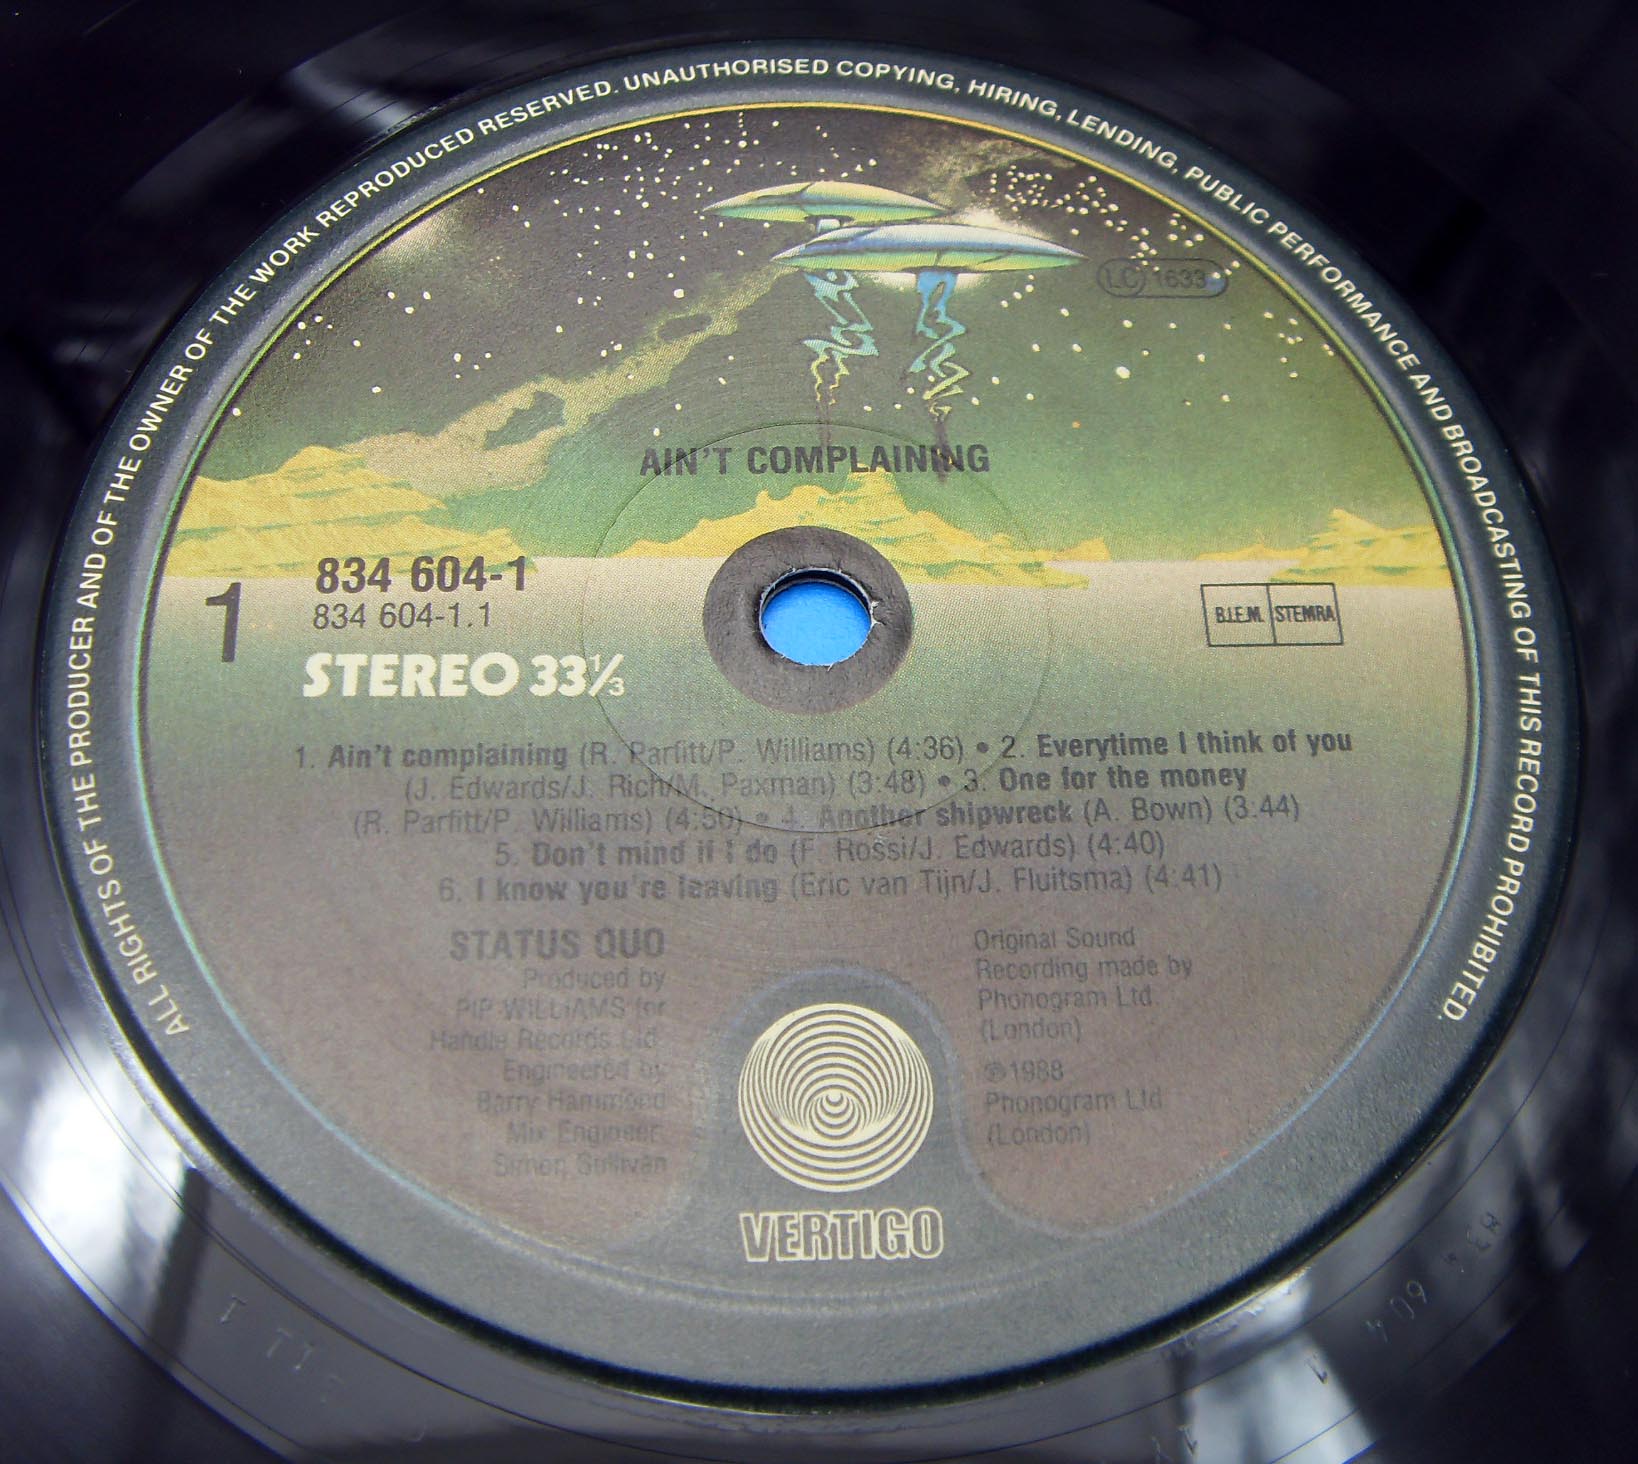 ALL RIGHTS OF THE PRODUCER AND OF THE OWNER OF THE WORK REPRODUCED RESERVED. UNAUTHORISED COPYING, HIRING, LENDING, PUBLIC PERFORMANCE AND BROADCASTING OF THIS RECORD PROHIBITED.
LC 1633
AIN'T COMPLAINING
834 604-1
1
834 604-1.1
B.I.E.M. STEMRA
STEREO 33⅓
1. Ain't complaining (R. Parfitt/P. Williams) (4:36) • 2. Everytime I think of you
(J. Edwards/J. Rich/M. Paxman) (3:48) • 3. One for the money
(R. Parfitt/P. Williams) (4:50) • 4. Another shipwreck (A. Bown) (3:44)
5. Don't mind if I do (F. Rossi/J. Edwards) (4:40)
6. I know you're leaving (Eric van Tijn/J. Fluitsma) (4:41)
STATUS QUO
Produced by
PIP WILLIAMS for
Handle Records Ltd.
Engineered by
Barry Hammond
Mix Engineer:
Simon Sullivan
Original Sound
Recording made by
Phonogram Ltd.
(London)
℗1988
Phonogram Ltd
(London)
VERTIGO